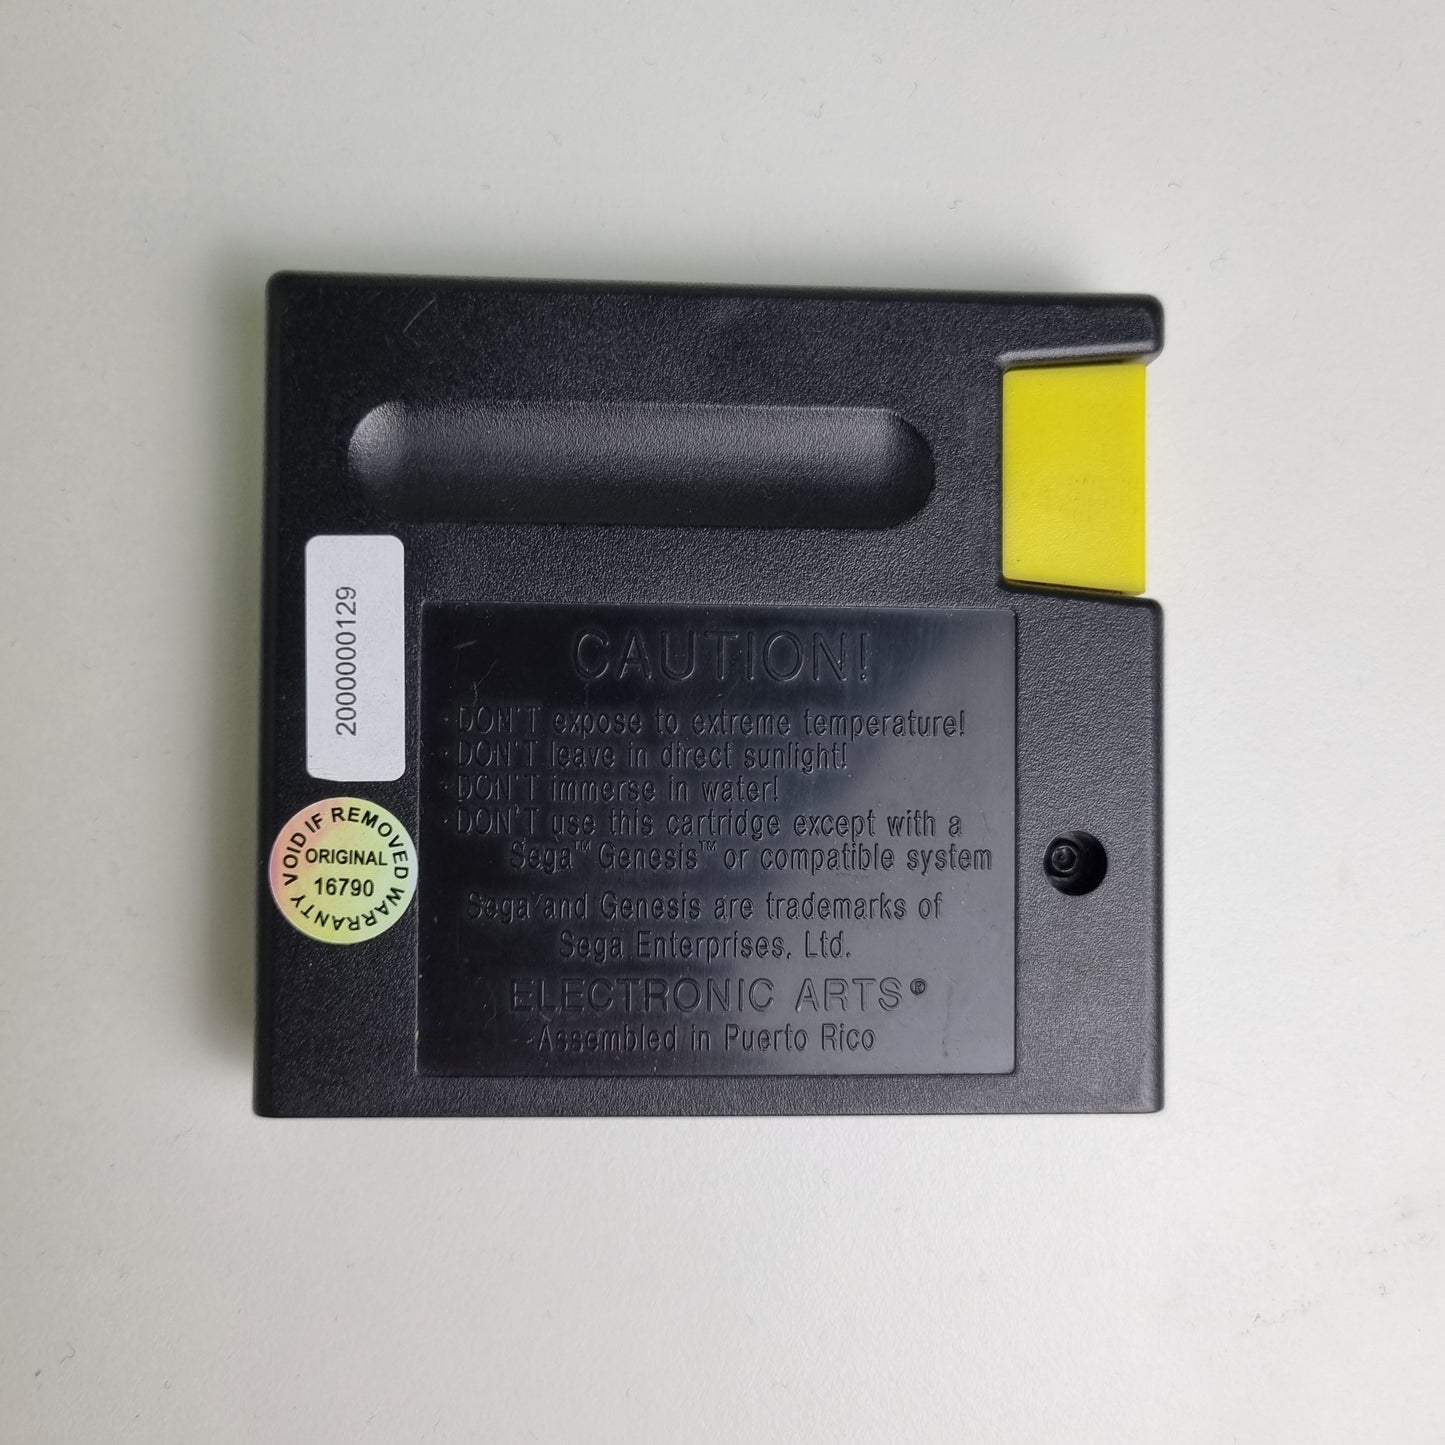 2000000129
VOID IF REMOVED WARRANTY
ORIGINAL
16790
CAUTION!
· DON'T expose to extreme temperature!
· DON'T leave in direct sunlight!
· DON'T immerse in water!
· DON'T use this cartridge except with a
Sega™ Genesis™ or compatible system
Sega and Genesis are trademarks of
Sega Enterprises, Ltd.
ELECTRONIC ARTS®
Assembled in Puerto Rico